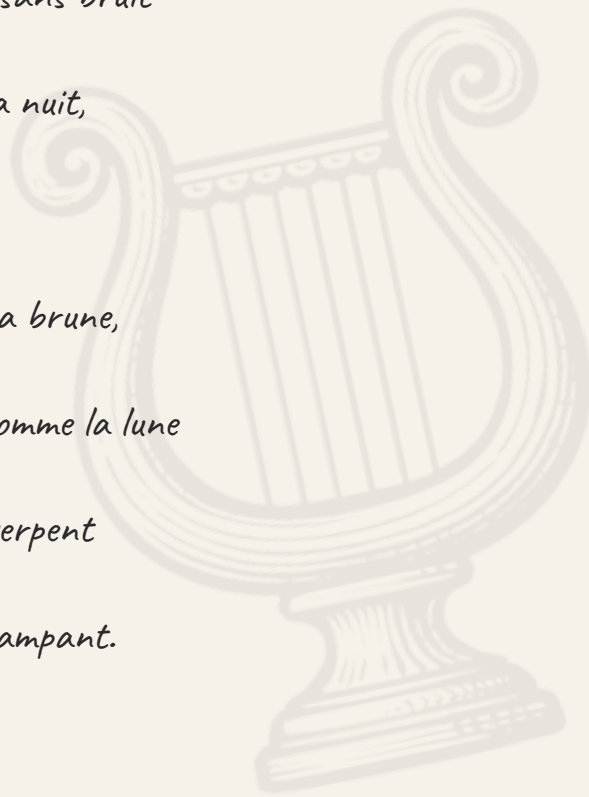 sans bruit
a nuit,
a brune,
omme la lune
erpent
ampant.